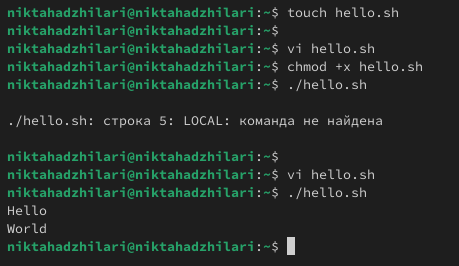 niktahadzhilari@niktahadzhilari:~$ touch hello.sh
niktahadzhilari@niktahadzhilari:~$
niktahadzhilari@niktahadzhilari:~$ vi hello.sh
niktahadzhilari@niktahadzhilari:~$ chmod +x hello.sh
niktahadzhilari@niktahadzhilari:~$ ./hello.sh
./hello.sh: строка 5: LOCAL: команда не найдена
niktahadzhilari@niktahadzhilari:~$
niktahadzhilari@niktahadzhilari:~$ vi hello.sh
niktahadzhilari@niktahadzhilari:~$ ./hello.sh
Hello
World
niktahadzhilari@niktahadzhilari:~$